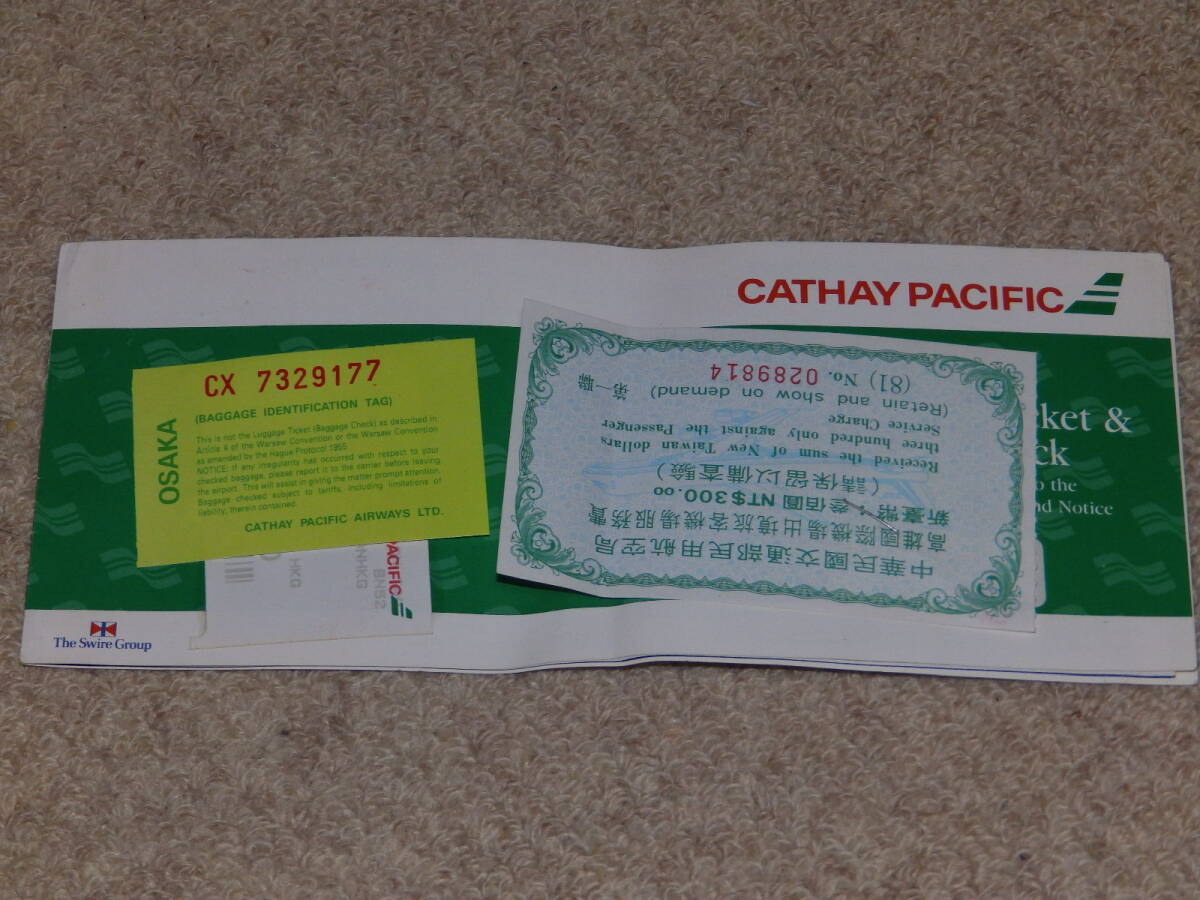 CATHAY PACIFIC
CX 7329177
(BAGGAGE IDENTIFICATION TAG)
OSAKA
This is not the Luggage Ticket (Baggage Check) as described in
Article 4 of the Warsaw Convention or the Warsaw Convention
as amended by the Hague Protocol 1955.
NOTICE: If any irregularity has occurred with respect to your
checked baggage, please report it to the carrier before leaving
the airport. This will assist in giving the matter prompt attention.
Baggage checked subject to tariffs, including limitations of
liability, therein contained.
CATHAY PACIFIC AIRWAYS LTD.
PACIFIC
BN52
NHKG
HKG
中華民國交通部民用航空局
高雄國際機場出境旅客機場服務費
新臺幣：叄佰圓 NT$300.00
(請保留以備查驗)
Received the sum of New Taiwan dollars
three hundred only against the Passenger
Service Charge
(Retain and show on demand)
第一聯
(81) No. 0289814
cket &
ck
o the
nd Notice
The Swire Group